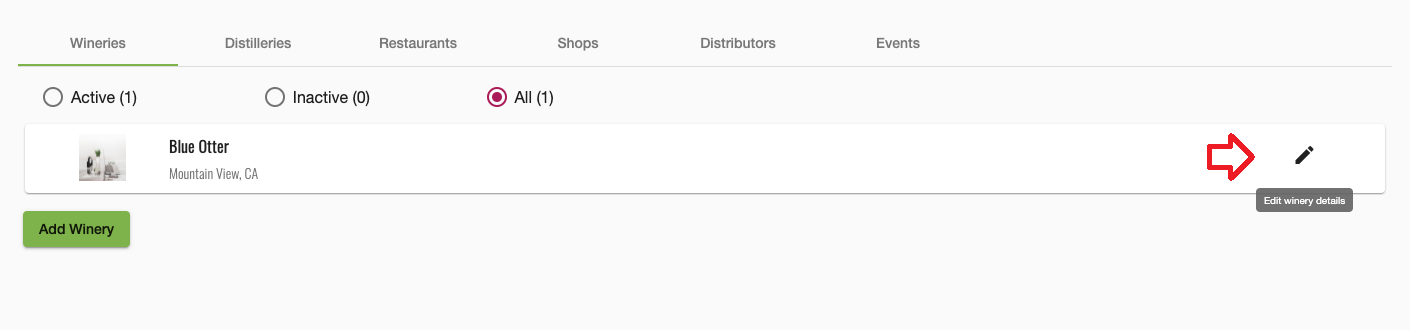 Wineries Distilleries Restaurants Shops Distributors Events
Active (1) Inactive (0) All (1)
Blue Otter
Mountain View, CA
Edit winery details
Add Winery